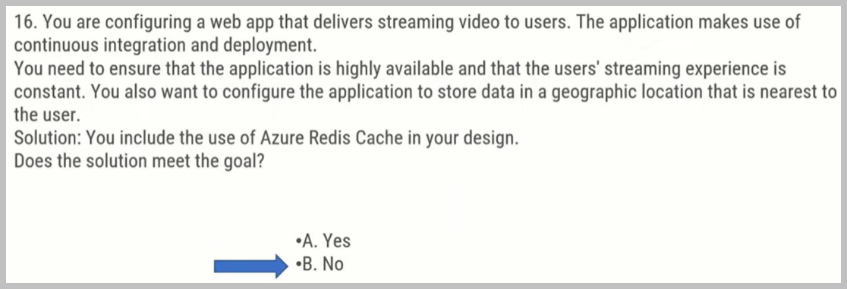 16. You are configuring a web app that delivers streaming video to users. The application makes use of
continuous integration and deployment.
You need to ensure that the application is highly available and that the users' streaming experience is
constant. You also want to configure the application to store data in a geographic location that is nearest to
the user.
Solution: You include the use of Azure Redis Cache in your design.
Does the solution meet the goal?
•A. Yes
•B. No